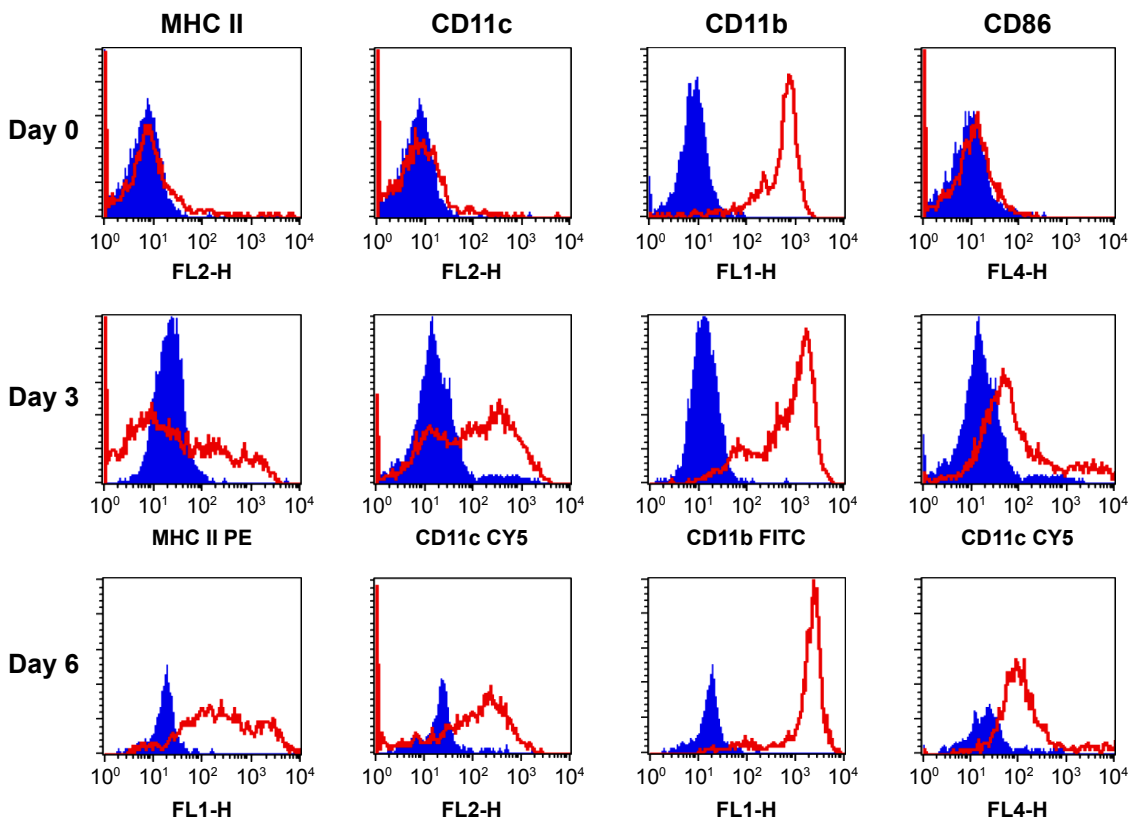 MHC II CD11c CD11b CD86
Day 0
10⁰ 10¹ 10² 10³ 10⁴ 10⁰ 10¹ 10² 10³ 10⁴ 10⁰ 10¹ 10² 10³ 10⁴ 10⁰ 10¹ 10² 10³ 10⁴
FL2-H FL2-H FL1-H FL4-H
Day 3
10⁰ 10¹ 10² 10³ 10⁴ 10⁰ 10¹ 10² 10³ 10⁴ 10⁰ 10¹ 10² 10³ 10⁴ 10⁰ 10¹ 10² 10³ 10⁴
MHC II PE CD11c CY5 CD11b FITC CD11c CY5
Day 6
10⁰ 10¹ 10² 10³ 10⁴ 10⁰ 10¹ 10² 10³ 10⁴ 10⁰ 10¹ 10² 10³ 10⁴ 10⁰ 10¹ 10² 10³ 10⁴
FL1-H FL2-H FL1-H FL4-H